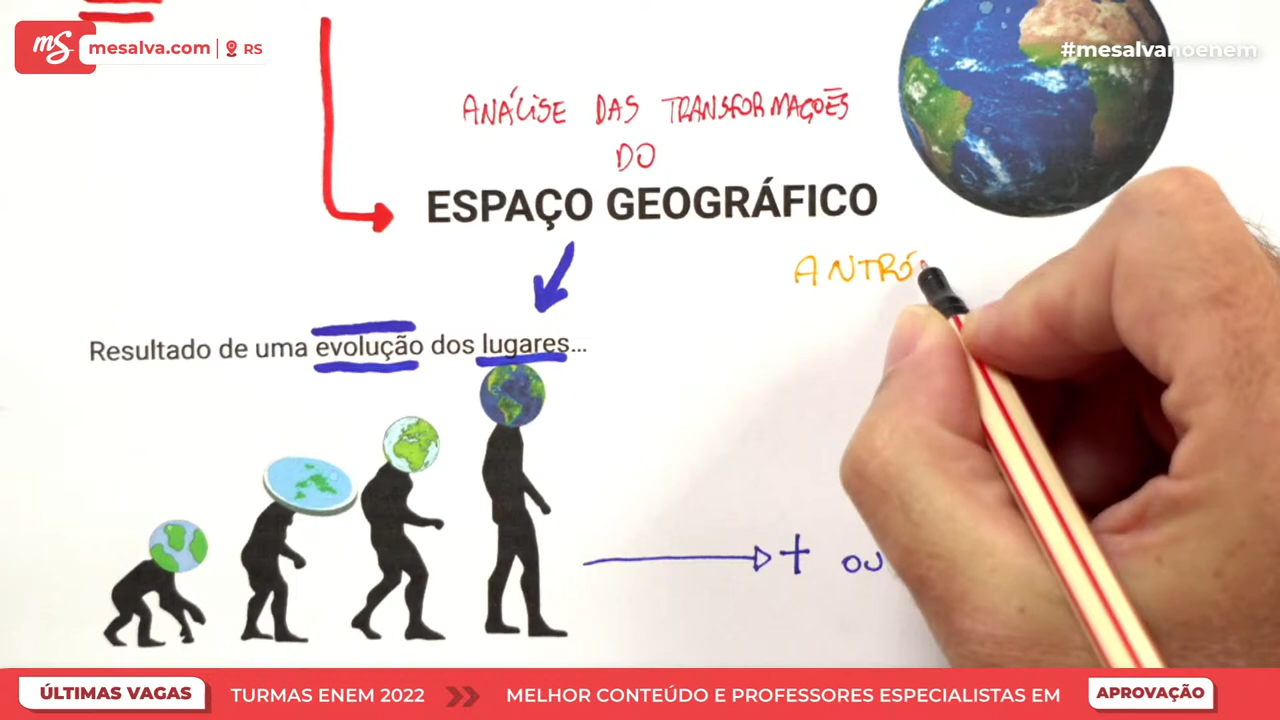 mS mesalva.com | RS
#mesalvanoenem
ANÁLISE DAS TRANSFORMAÇÕES
DO
ESPAÇO GEOGRÁFICO
ANTRÓ
Resultado de uma evolução dos lugares...
+ OU
ÚLTIMAS VAGAS TURMAS ENEM 2022 >> MELHOR CONTEÚDO E PROFESSORES ESPECIALISTAS EM APROVAÇÃO